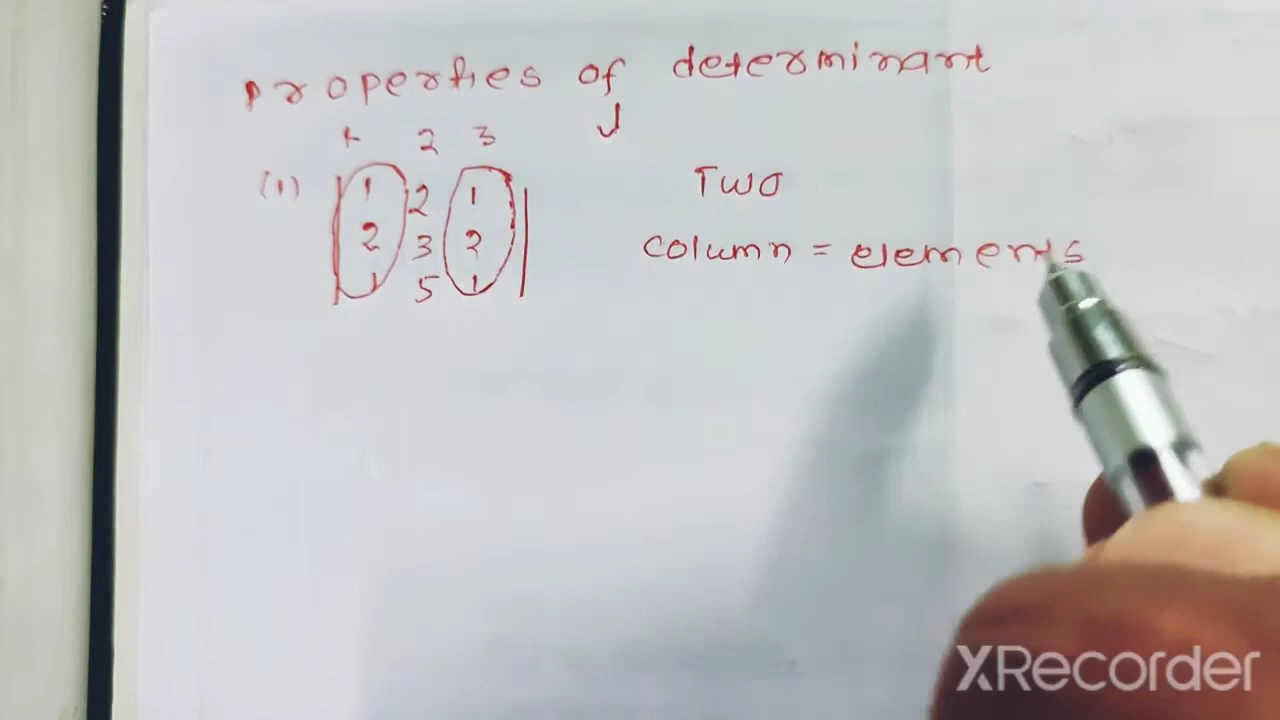 properties of determinant
1 2 3
(1) | 1 2 1 |
2 3 2
1 5 1
Two
column = elements
XRecorder